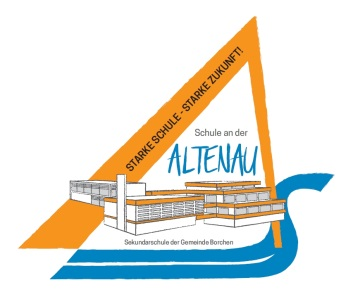 STARKE SCHULE - STARKE ZUKUNFT!
Schule an der
ALTENAU
Sekundarschule der Gemeinde Borchen